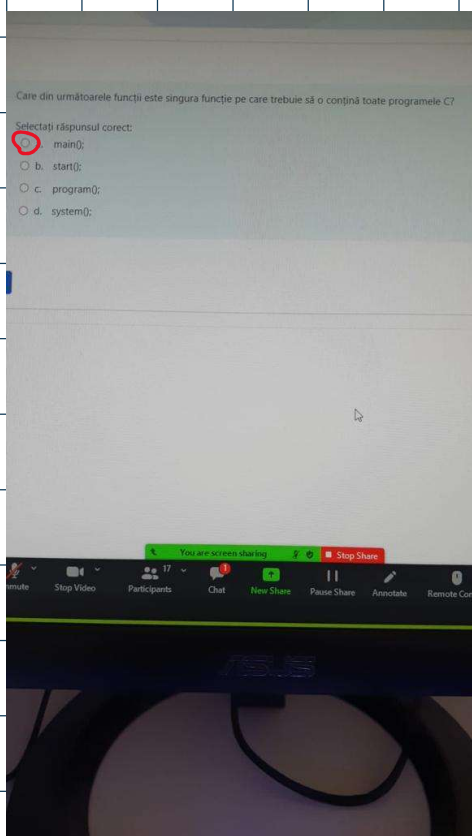 Care din următoarele funcții este singura funcție pe care trebuie să o conțină toate programele C?
Selectați răspunsul corect:
main();
b. start();
c. program();
d. system();
You are screen sharing
Stop Share
17
1
Stop Video
Participants
Chat
New Share
Pause Share
Annotate
Remote
ASUS